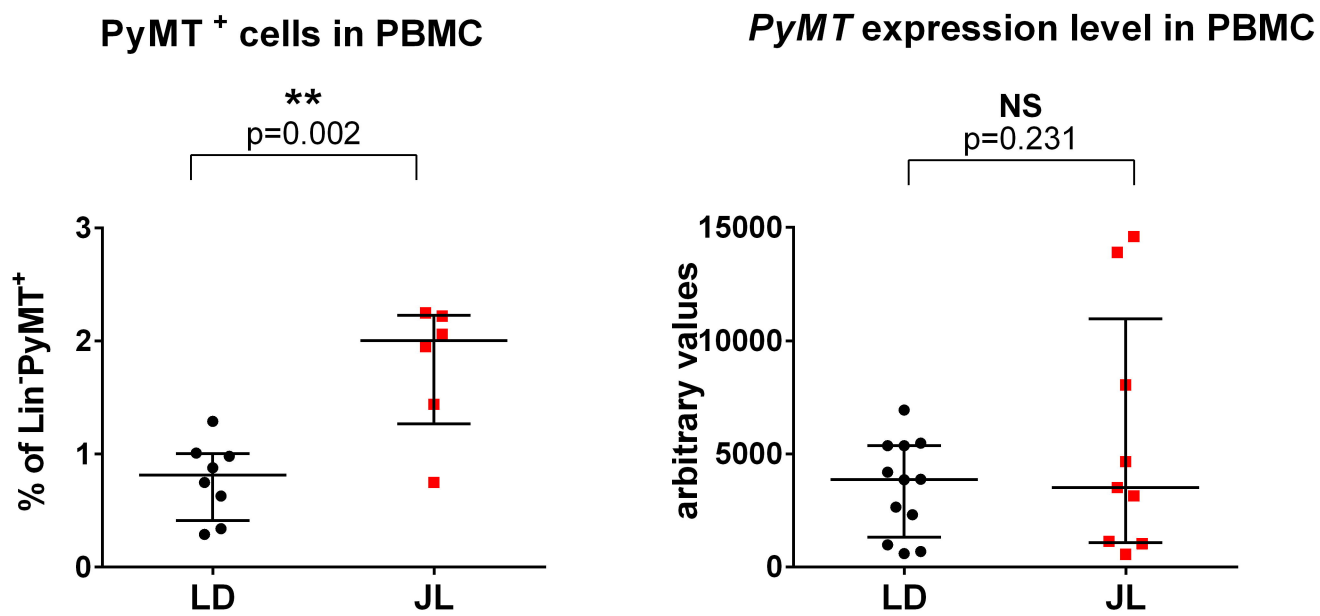 PyMT + cells in PBMC
**
p=0.002
3
2
1
0
% of Lin-PyMT+
LD
JL
PyMT expression level in PBMC
NS
p=0.231
15000
10000
5000
0
arbitrary values
LD
JL